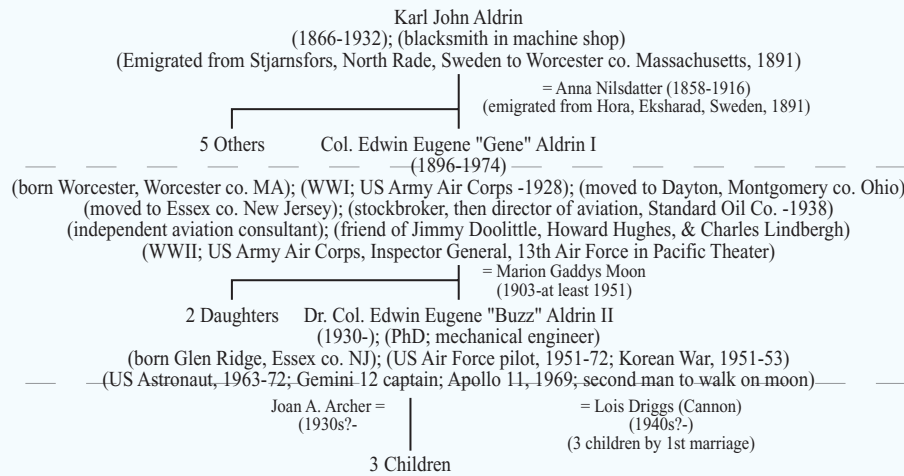 Karl John Aldrin
(1866-1932); (blacksmith in machine shop)
(Emigrated from Stjarnsfors, North Rade, Sweden to Worcester co. Massachusetts, 1891)
= Anna Nilsdatter (1858-1916)
(emigrated from Hora, Eksharad, Sweden, 1891)
5 Others Col. Edwin Eugene "Gene" Aldrin I
(1896-1974)
(born Worcester, Worcester co. MA); (WWI; US Army Air Corps -1928); (moved to Dayton, Montgomery co. Ohio)
(moved to Essex co. New Jersey); (stockbroker, then director of aviation, Standard Oil Co. -1938)
(independent aviation consultant); (friend of Jimmy Doolittle, Howard Hughes, & Charles Lindbergh)
(WWII; US Army Air Corps, Inspector General, 13th Air Force in Pacific Theater)
= Marion Gaddys Moon
(1903-at least 1951)
2 Daughters Dr. Col. Edwin Eugene "Buzz" Aldrin II
(1930-); (PhD; mechanical engineer)
(born Glen Ridge, Essex co. NJ); (US Air Force pilot, 1951-72; Korean War, 1951-53)
(US Astronaut, 1963-72; Gemini 12 captain; Apollo 11, 1969; second man to walk on moon)
Joan A. Archer = = Lois Driggs (Cannon)
(1930s?- (1940s?-)
(3 children by 1st marriage)
3 Children